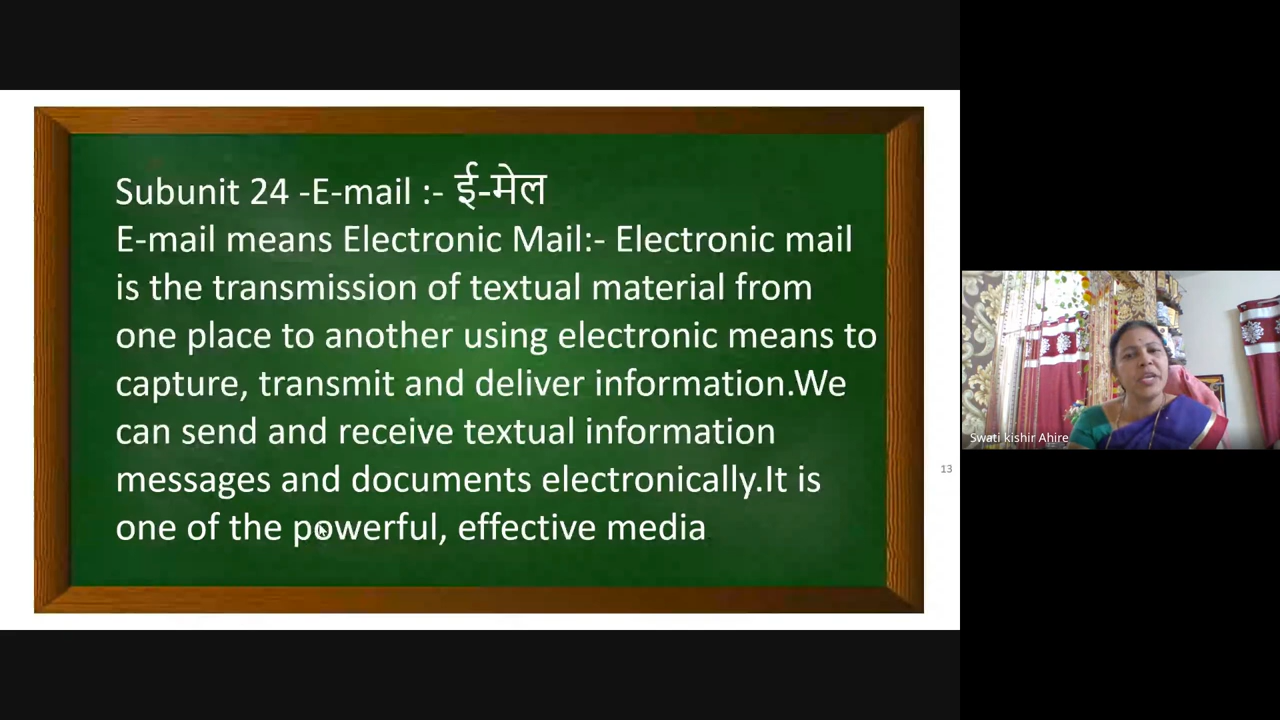 Subunit 24 -E-mail :- ई-मेल
E-mail means Electronic Mail:- Electronic mail
is the transmission of textual material from
one place to another using electronic means to
capture, transmit and deliver information.We
can send and receive textual information
messages and documents electronically.It is
one of the powerful, effective media
13
Swati kishir Ahire